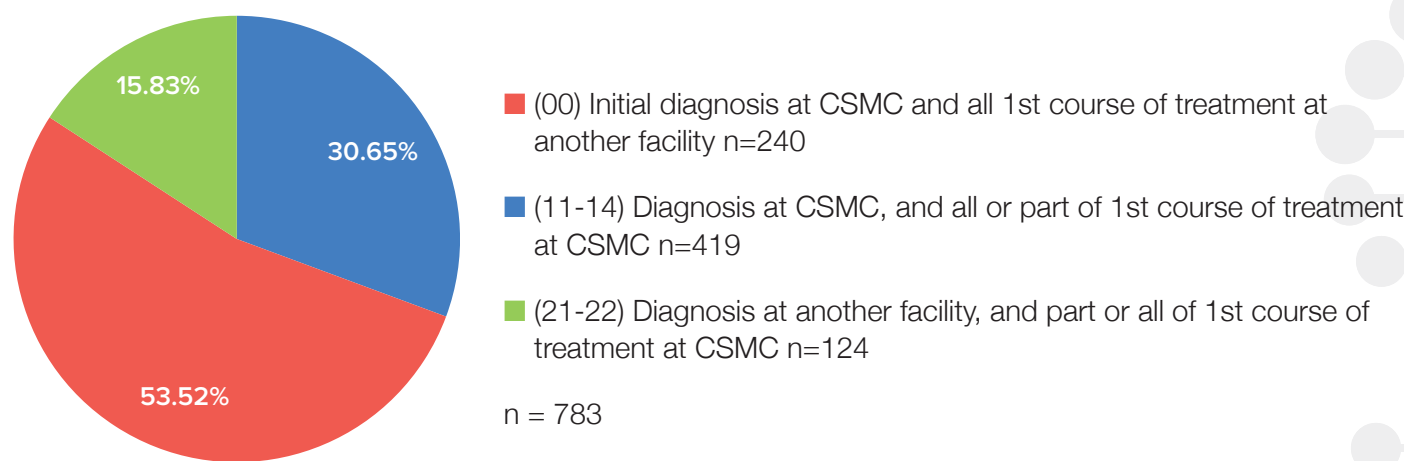 15.83%
30.65%
53.52%
(00) Initial diagnosis at CSMC and all 1st course of treatment at
another facility n=240
(11-14) Diagnosis at CSMC, and all or part of 1st course of treatment
at CSMC n=419
(21-22) Diagnosis at another facility, and part or all of 1st course of
treatment at CSMC n=124
n = 783